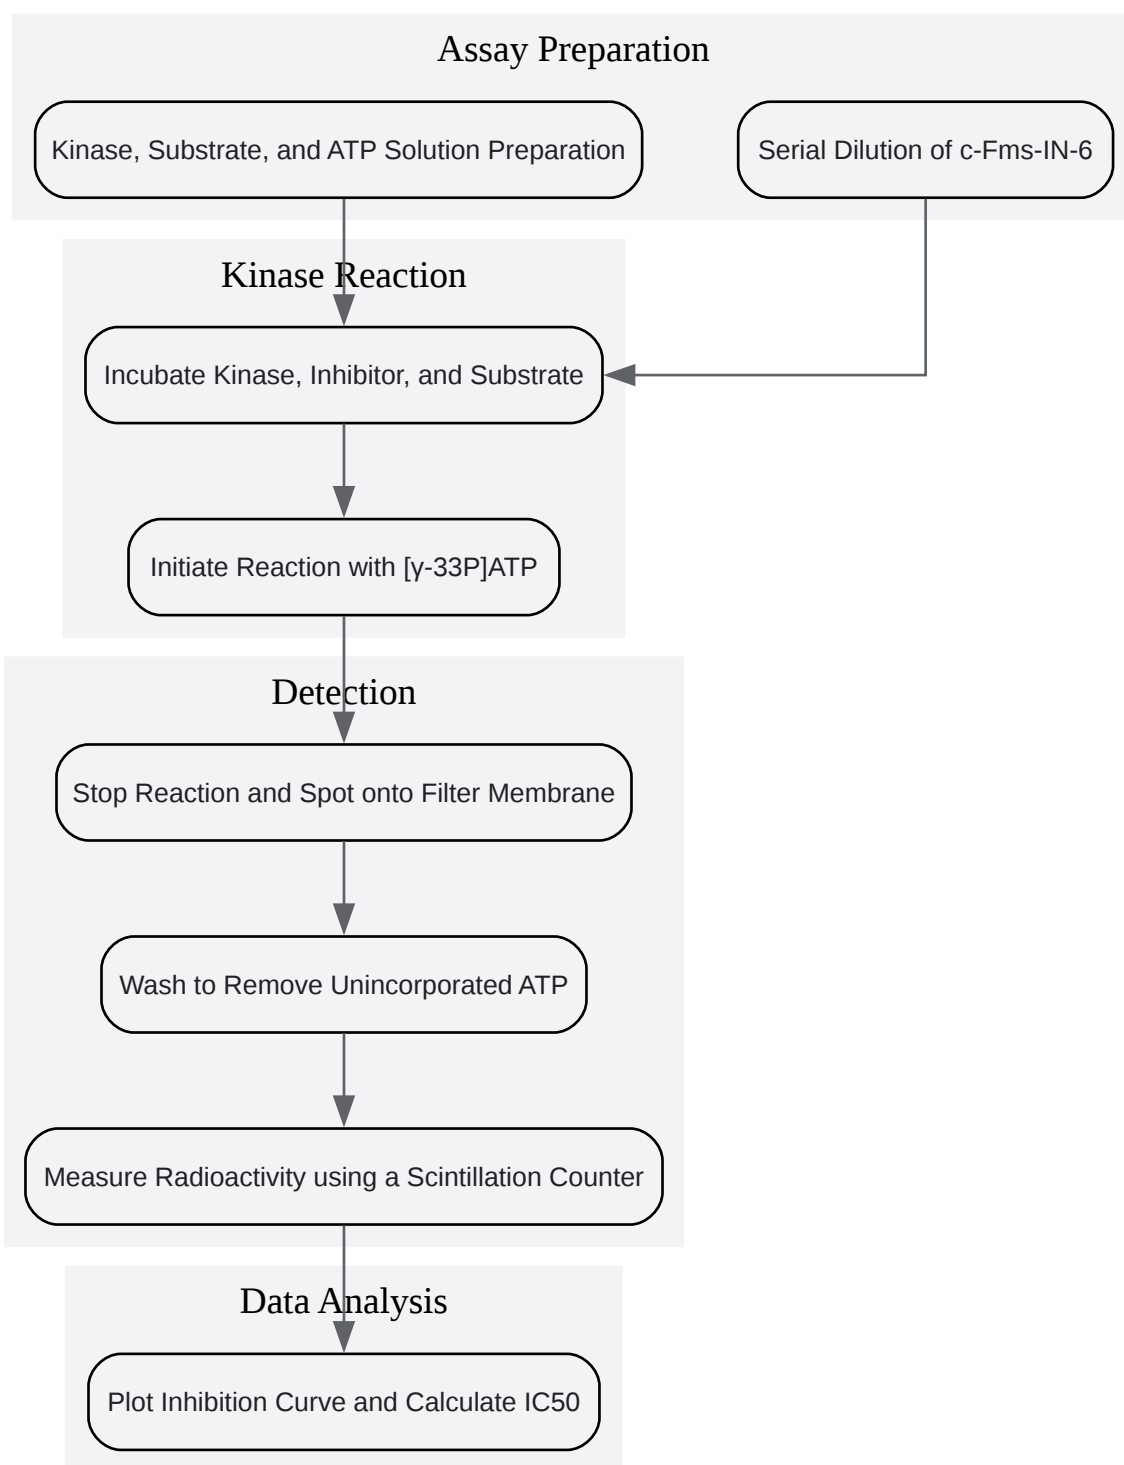 Assay Preparation
Kinase, Substrate, and ATP Solution Preparation
Serial Dilution of c-Fms-IN-6
Kinase Reaction
Incubate Kinase, Inhibitor, and Substrate
Initiate Reaction with [γ-33P]ATP
Detection
Stop Reaction and Spot onto Filter Membrane
Wash to Remove Unincorporated ATP
Measure Radioactivity using a Scintillation Counter
Data Analysis
Plot Inhibition Curve and Calculate IC50